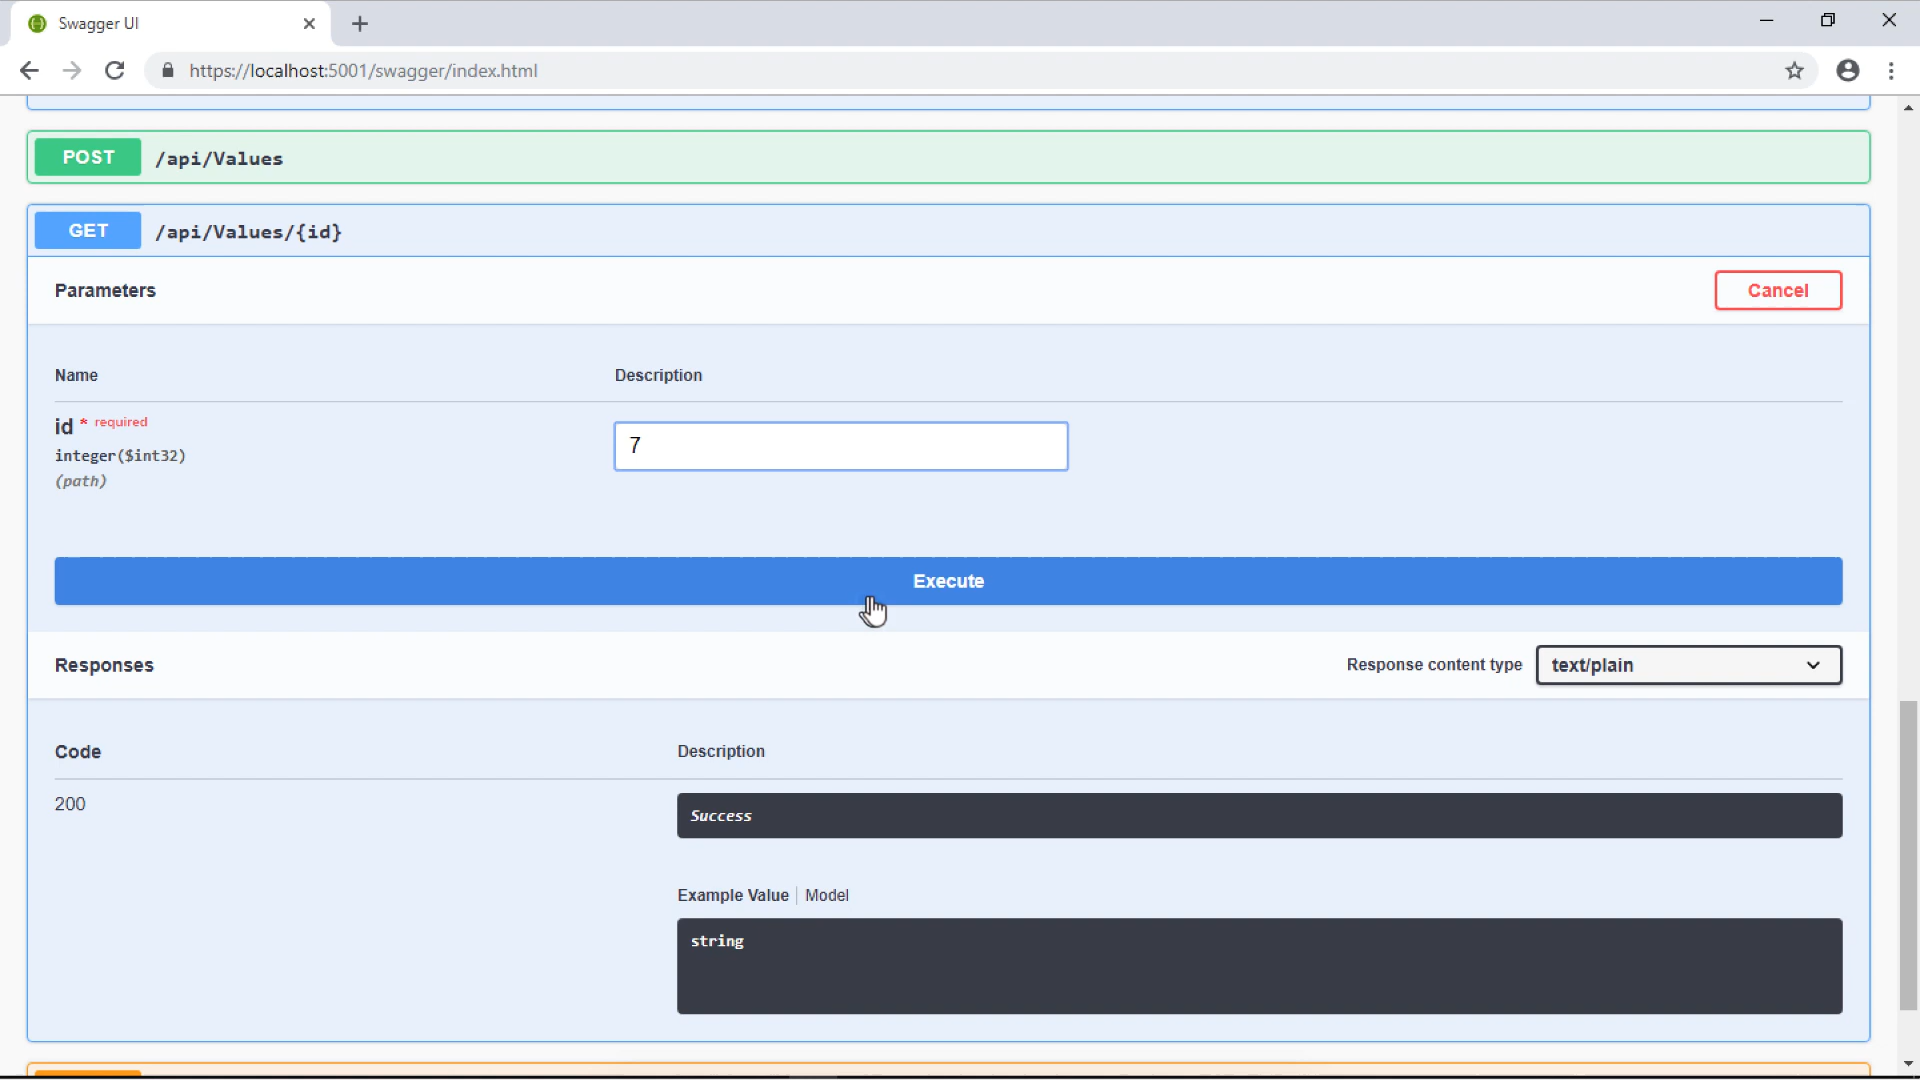 Swagger UI
https://localhost:5001/swagger/index.html
POST /api/Values
GET /api/Values/{id}
Parameters
Cancel
Name Description
id * required
integer($int32)
(path)
7
Execute
Responses
Response content type text/plain
Code Description
200
Success
Example Value Model
string